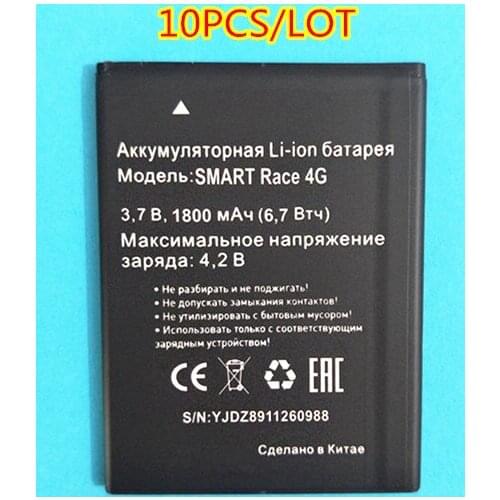 10PCS/LOT
Аккумуляторная Li-ion батарея
Модель:SMART Race 4G
3,7 В, 1800 мАч (6,7 Втч)
Максимальное напряжение
заряда: 4,2 В
• Не разбирать и не поджигать!
• Не допускать замыкания контактов!
• Не утилизировать с бытовым мусором!
• Использовать только с соответствующим
зарядным устройством!
CE EAC
S/N:YJDZ8911260988
Сделано в Китае